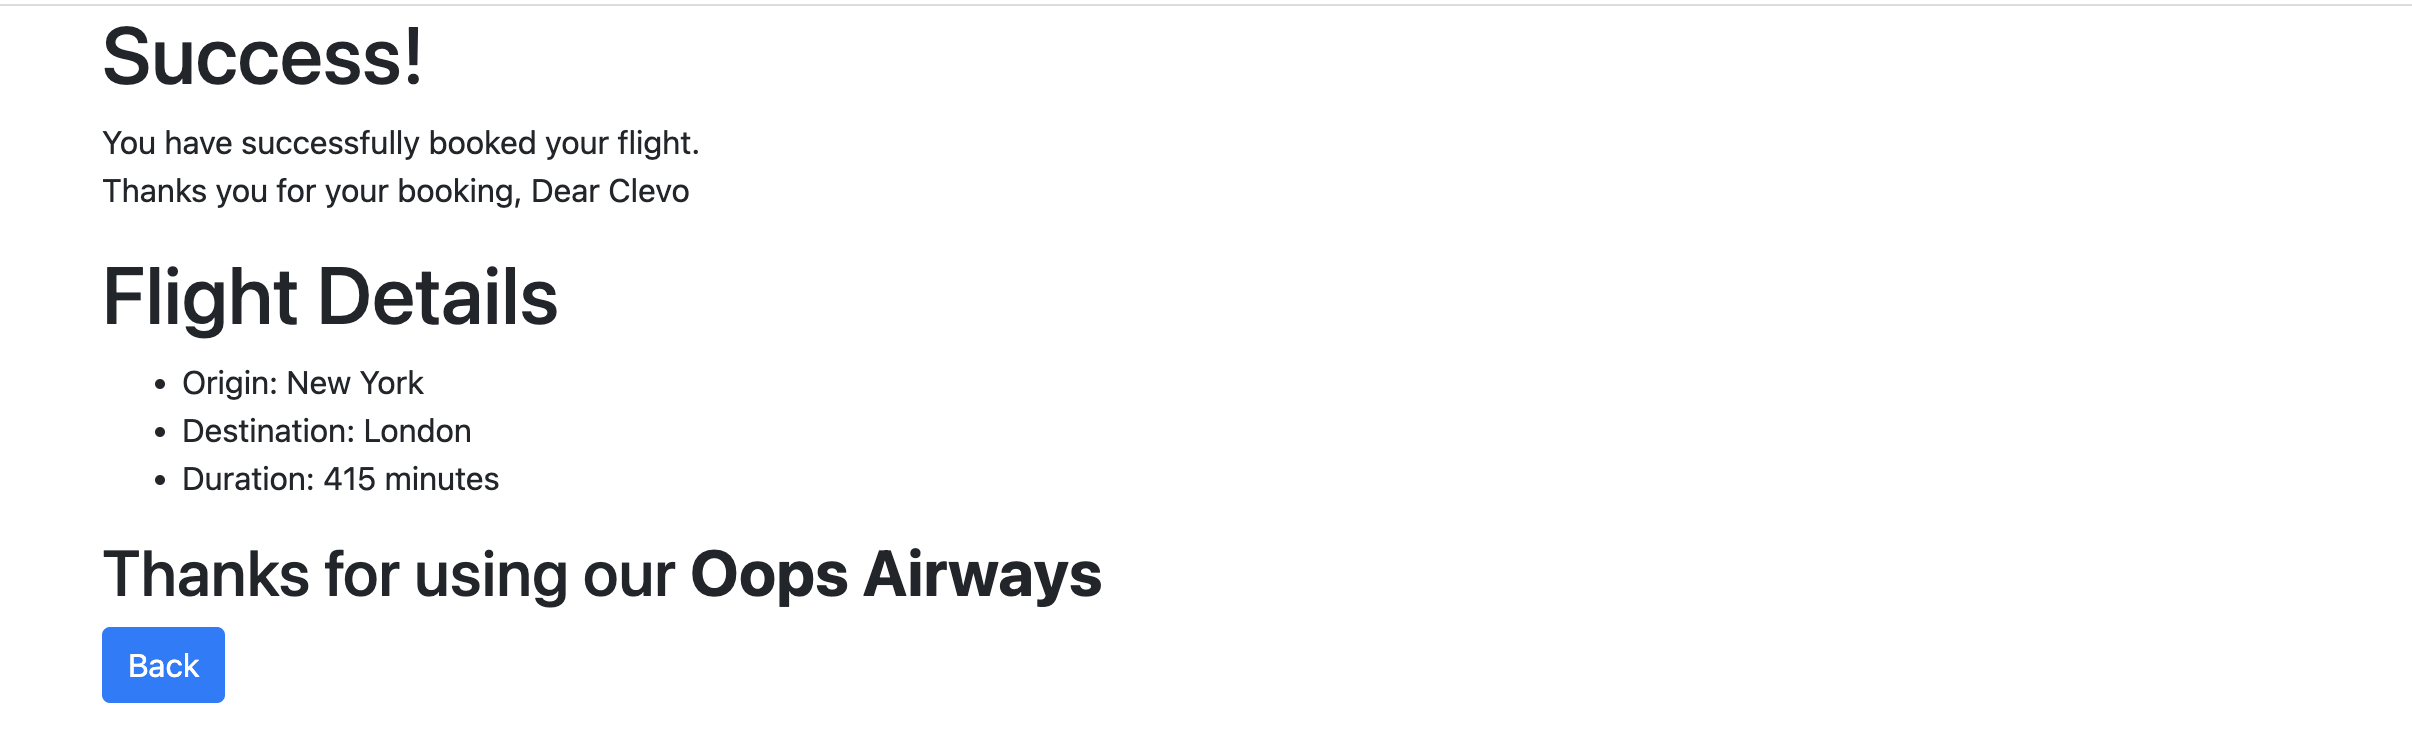 Success!
You have successfully booked your flight.
Thanks you for your booking, Dear Clevo
Flight Details
• Origin: New York
• Destination: London
• Duration: 415 minutes
Thanks for using our Oops Airways
Back